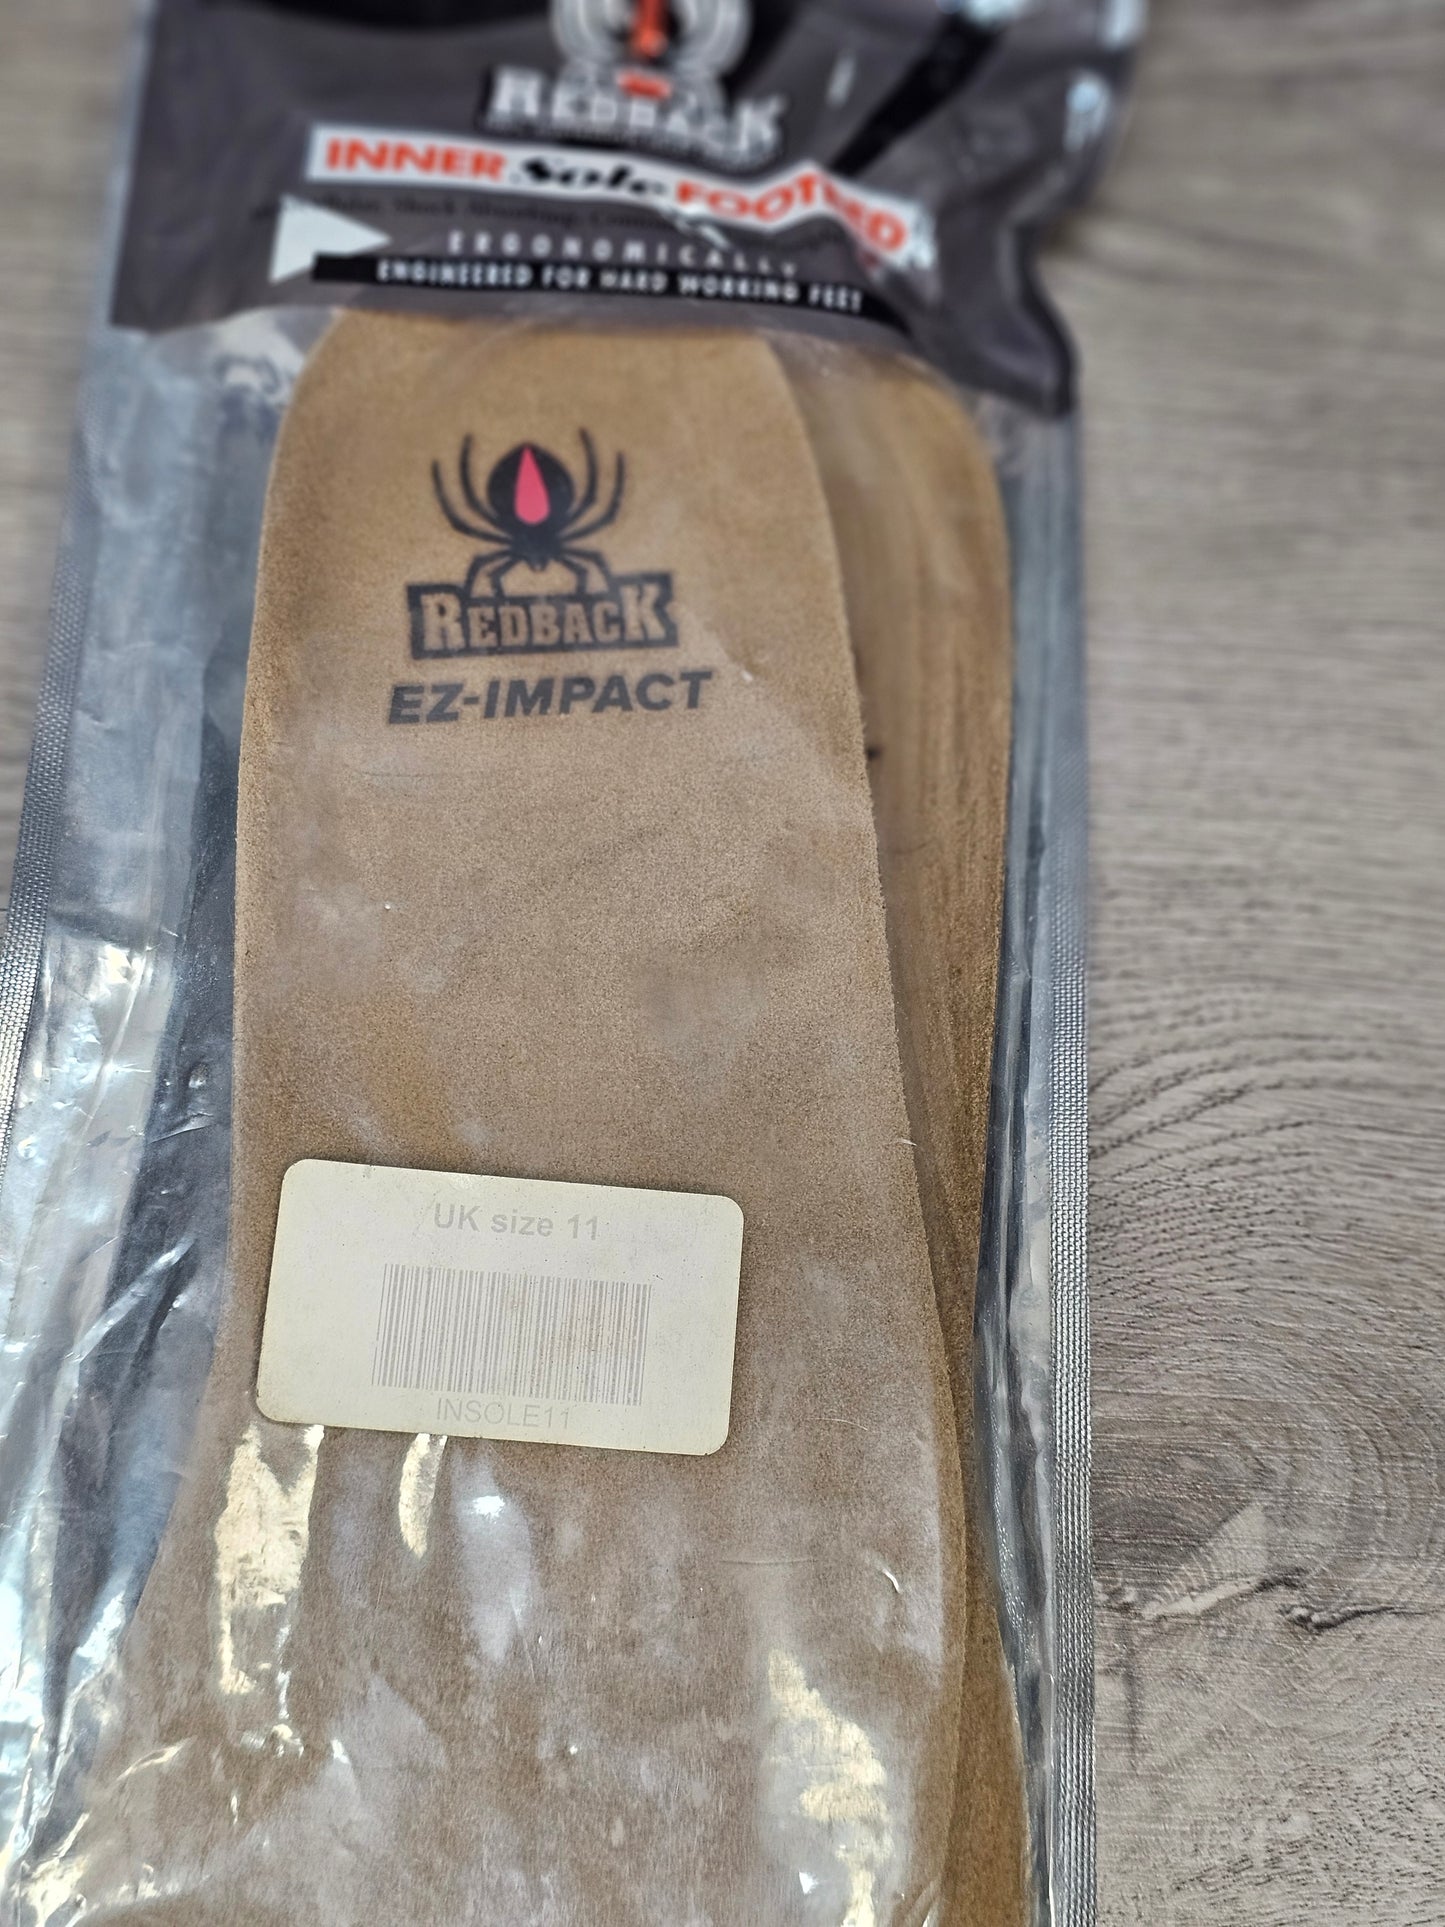 REDBACK
INNER Sole FOOTBED
ERGONOMICALLY
ENGINEERED FOR HARD WORKING FEET
REDBACK
EZ-IMPACT
UK size 11
INSOLE11